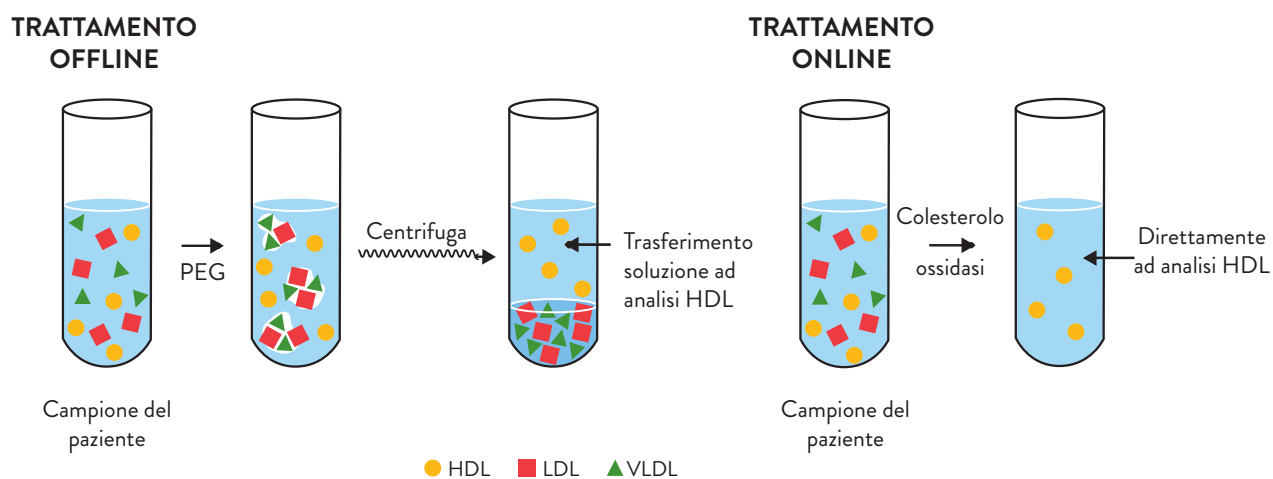 TRATTAMENTO
OFFLINE
PEG
Centrifuga
Trasferimento
soluzione ad
analisi HDL
Campione del
paziente
TRATTAMENTO
ONLINE
Colesterolo
ossidasi
Direttamente
ad analisi HDL
Campione del
paziente
HDL LDL VLDL